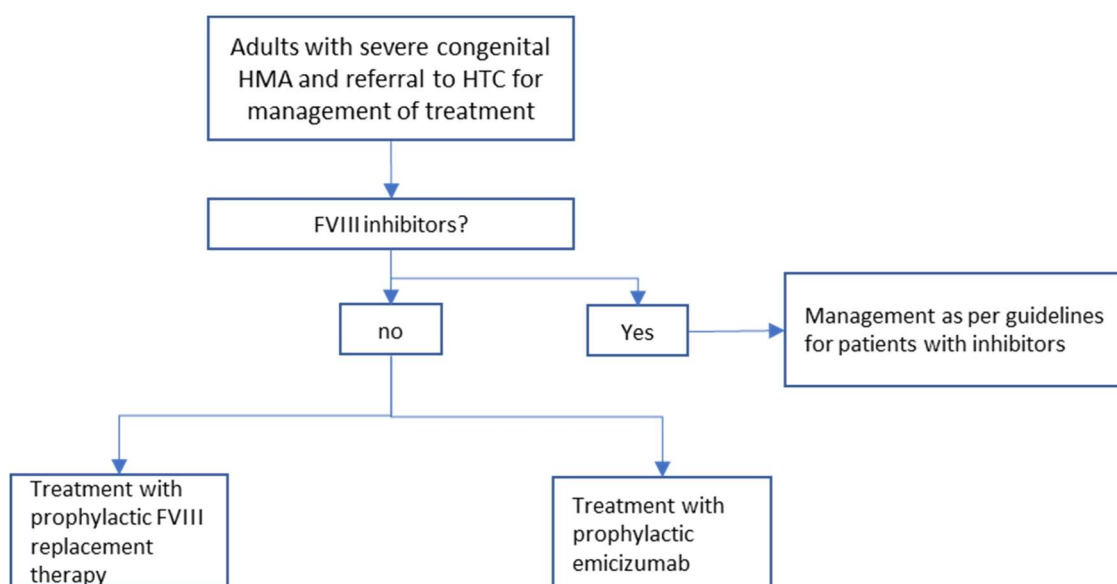 Adults with severe congenital
HMA and referral to HTC for
management of treatment
FVIII inhibitors?
no
Yes
Management as per guidelines
for patients with inhibitors
Treatment with
prophylactic FVIII
replacement
therapy
Treatment with
prophylactic
emicizumab